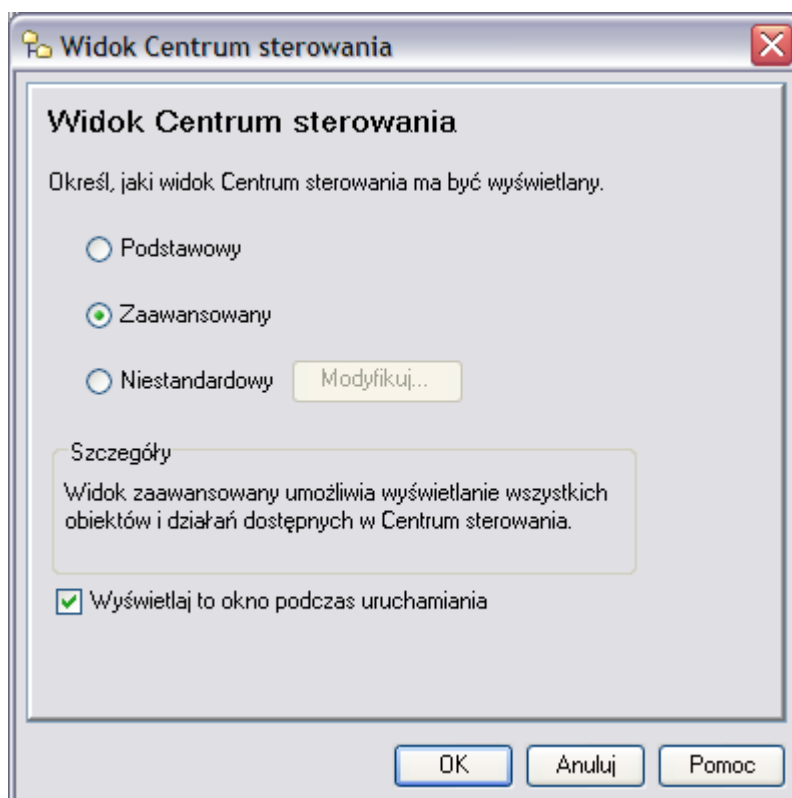 Widok Centrum sterowania
Widok Centrum sterowania
Określ, jaki widok Centrum sterowania ma być wyświetlany.
Podstawowy
Zaawansowany
Niestandardowy Modyfikuj...
Szczegóły
Widok zaawansowany umożliwia wyświetlanie wszystkich
obiektów i działań dostępnych w Centrum sterowania.
Wyświetlaj to okno podczas uruchamiania
OK Anuluj Pomoc